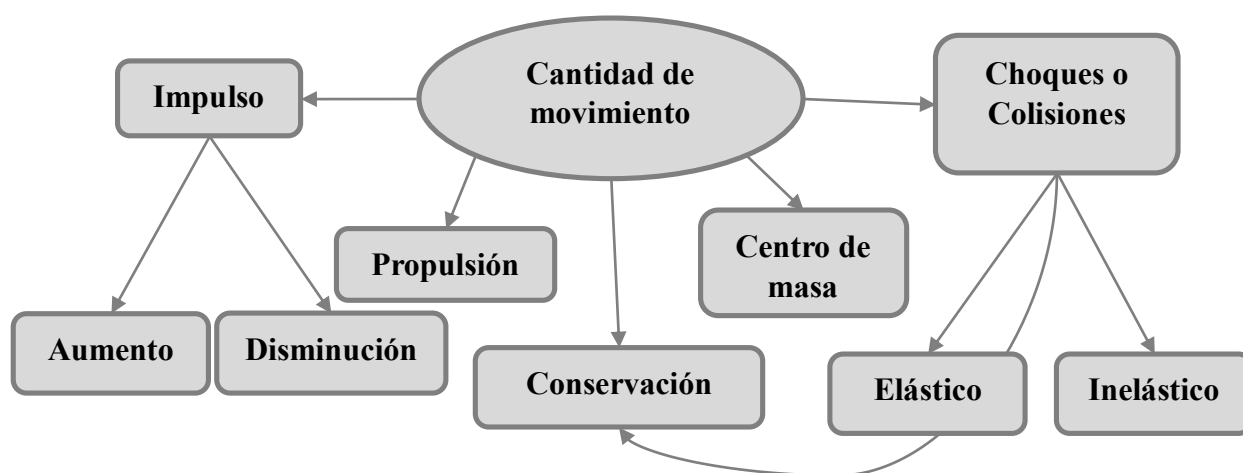 Cantidad de
movimiento
Impulso
Choques o
Colisiones
Propulsión
Centro de
masa
Aumento
Disminución
Conservación
Elástico
Inelástico